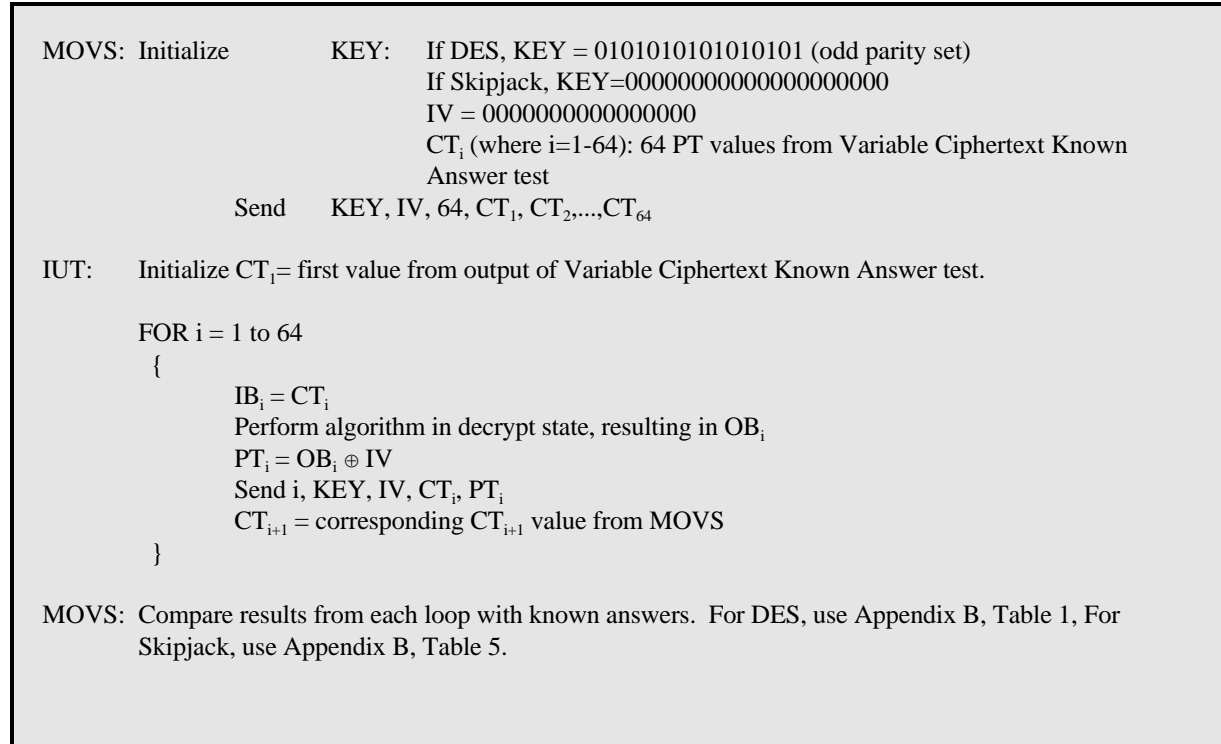 MOVS: Initialize KEY: If DES, KEY = 0101010101010101 (odd parity set)
If Skipjack, KEY=00000000000000000000
IV = 0000000000000000
CTi (where i=1-64): 64 PT values from Variable Ciphertext Known
Answer test
Send KEY, IV, 64, CT1, CT2,...,CT64
IUT: Initialize CT1= first value from output of Variable Ciphertext Known Answer test.
FOR i = 1 to 64
{
IBi = CTi
Perform algorithm in decrypt state, resulting in OBi
PTi = OBi ⊕ IV
Send i, KEY, IV, CTi, PTi
CTi+1 = corresponding CTi+1 value from MOVS
}
MOVS: Compare results from each loop with known answers. For DES, use Appendix B, Table 1, For
Skipjack, use Appendix B, Table 5.